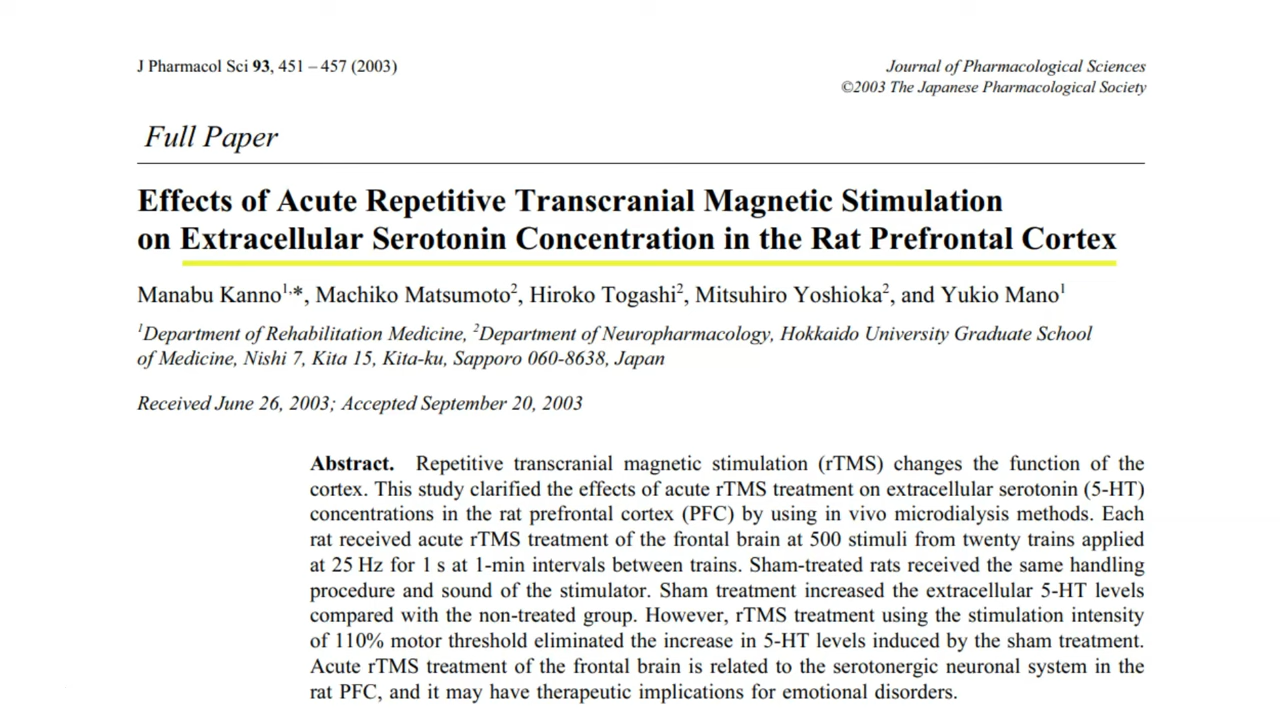 J Pharmacol Sci 93, 451 – 457 (2003)
Journal of Pharmacological Sciences
©2003 The Japanese Pharmacological Society
Full Paper
Effects of Acute Repetitive Transcranial Magnetic Stimulation
on Extracellular Serotonin Concentration in the Rat Prefrontal Cortex
Manabu Kanno1,*, Machiko Matsumoto2, Hiroko Togashi2, Mitsuhiro Yoshioka2, and Yukio Mano1
1Department of Rehabilitation Medicine, 2Department of Neuropharmacology, Hokkaido University Graduate School
of Medicine, Nishi 7, Kita 15, Kita-ku, Sapporo 060-8638, Japan
Received June 26, 2003; Accepted September 20, 2003
Abstract. Repetitive transcranial magnetic stimulation (rTMS) changes the function of the
cortex. This study clarified the effects of acute rTMS treatment on extracellular serotonin (5-HT)
concentrations in the rat prefrontal cortex (PFC) by using in vivo microdialysis methods. Each
rat received acute rTMS treatment of the frontal brain at 500 stimuli from twenty trains applied
at 25 Hz for 1 s at 1-min intervals between trains. Sham-treated rats received the same handling
procedure and sound of the stimulator. Sham treatment increased the extracellular 5-HT levels
compared with the non-treated group. However, rTMS treatment using the stimulation intensity
of 110% motor threshold eliminated the increase in 5-HT levels induced by the sham treatment.
Acute rTMS treatment of the frontal brain is related to the serotonergic neuronal system in the
rat PFC, and it may have therapeutic implications for emotional disorders.